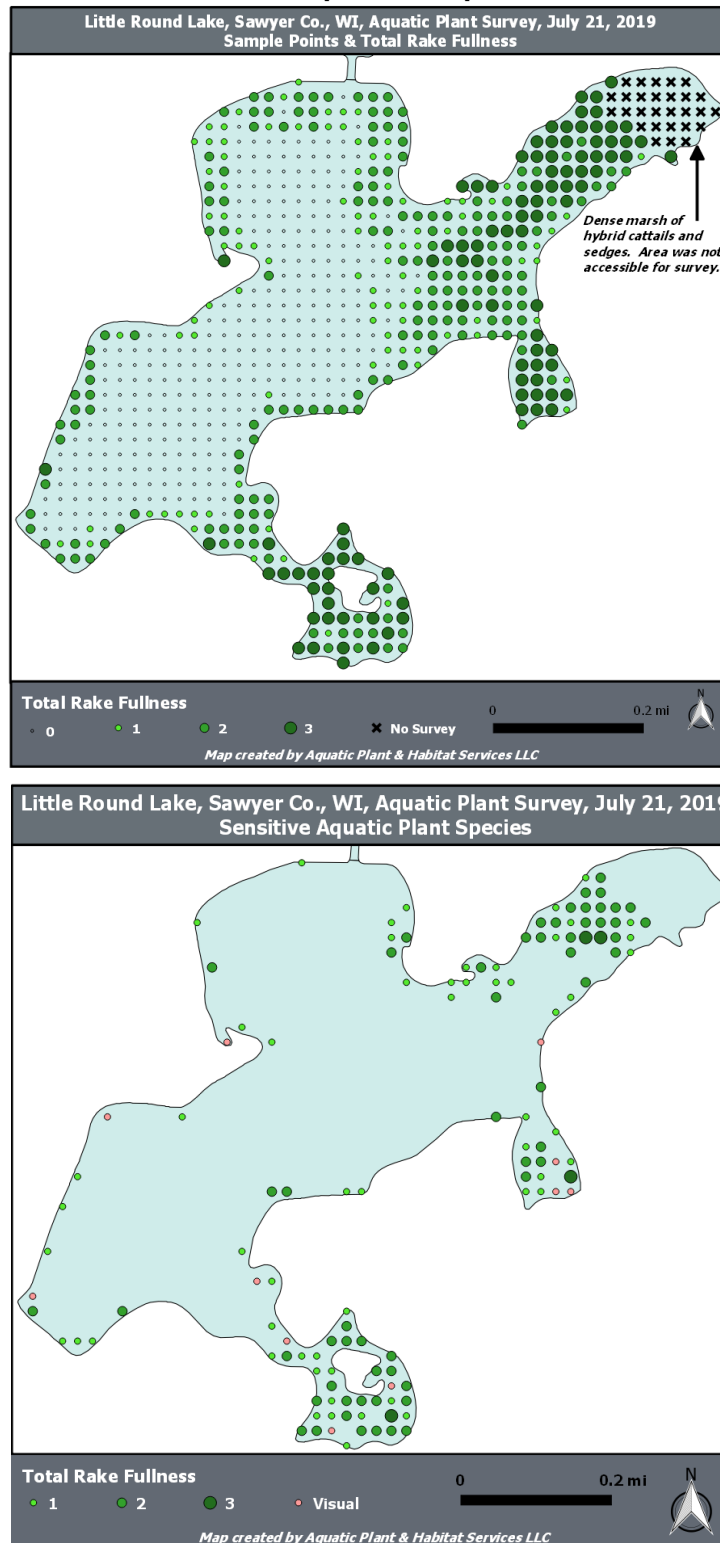 Little Round Lake, Sawyer Co., WI, Aquatic Plant Survey, July 21, 2019
Sample Points & Total Rake Fullness
Dense marsh of
hybrid cattails and
sedges. Area was not
accessible for survey.
Total Rake Fullness
0 1 2 3 No Survey
0 0.2 mi
N
Map created by Aquatic Plant & Habitat Services LLC
Little Round Lake, Sawyer Co., WI, Aquatic Plant Survey, July 21, 2019
Sensitive Aquatic Plant Species
Total Rake Fullness
1 2 3 Visual
0 0.2 mi
N
Map created by Aquatic Plant & Habitat Services LLC